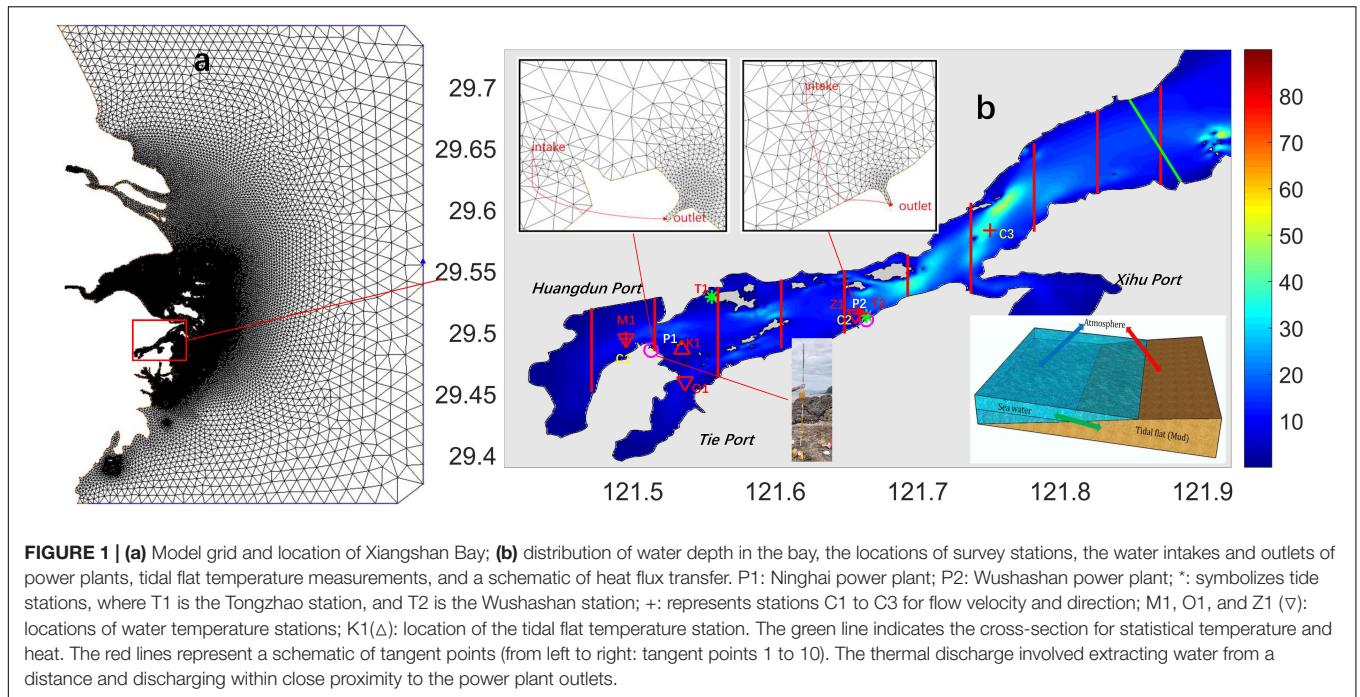 a
29.7
29.65
29.6
29.55
29.5
29.45
29.4
121.5
121.6
121.7
121.8
121.9
b
intake
outlet
intake
outlet
Huangdun Port
Tie Port
Xihu Port
T1
M1
P1
K1
O1
P2
T2
C2
C3
Atmosphere
Sea water
Tidal flat (Mud)
80
70
60
50
40
30
20
10
FIGURE 1 | (a) Model grid and location of Xiangshan Bay; (b) distribution of water depth in the bay, the locations of survey stations, the water intakes and outlets of
power plants, tidal flat temperature measurements, and a schematic of heat flux transfer. P1: Ninghai power plant; P2: Wushashan power plant; *: symbolizes tide
stations, where T1 is the Tongzhao station, and T2 is the Wushashan station; +: represents stations C1 to C3 for flow velocity and direction; M1, O1, and Z1 (▽):
locations of water temperature stations; K1(△): location of the tidal flat temperature station. The green line indicates the cross-section for statistical temperature and
heat. The red lines represent a schematic of tangent points (from left to right: tangent points 1 to 10). The thermal discharge involved extracting water from a
distance and discharging within close proximity to the power plant outlets.